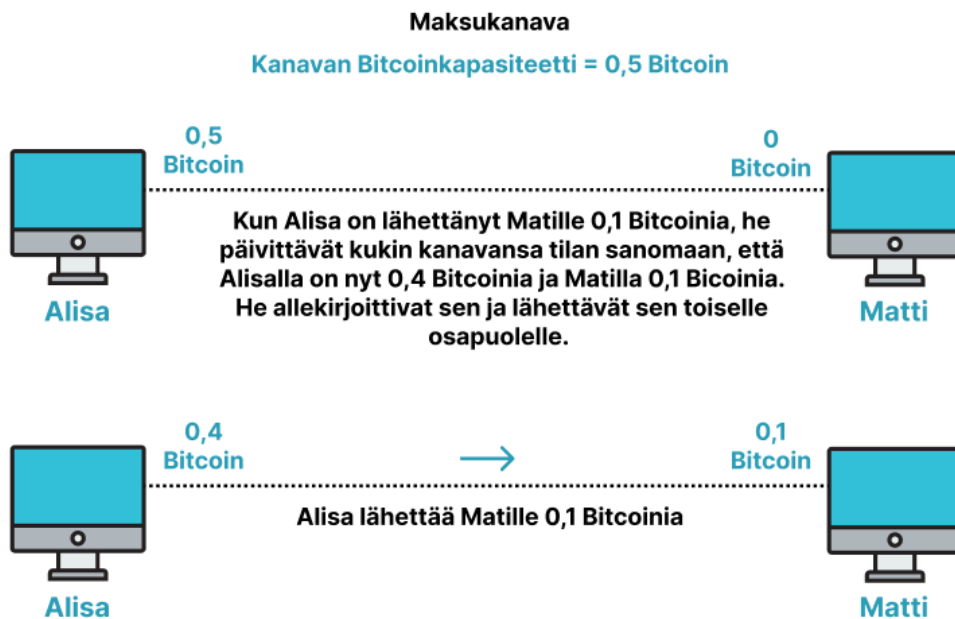 Maksukanava
Kanavan Bitcoinkapasiteetti = 0,5 Bitcoin
0,5
Bitcoin
0
Bitcoin
Kun Alisa on lähettänyt Matille 0,1 Bitcoinia, he
päivittävät kukin kanavansa tilan sanomaan, että
Alisalla on nyt 0,4 Bitcoinia ja Matilla 0,1 Bicoinia.
He allekirjoittivat sen ja lähettävät sen toiselle
osapuolelle.
Alisa
Matti
0,4
Bitcoin
0,1
Bitcoin
Alisa lähettää Matille 0,1 Bitcoinia
Alisa
Matti